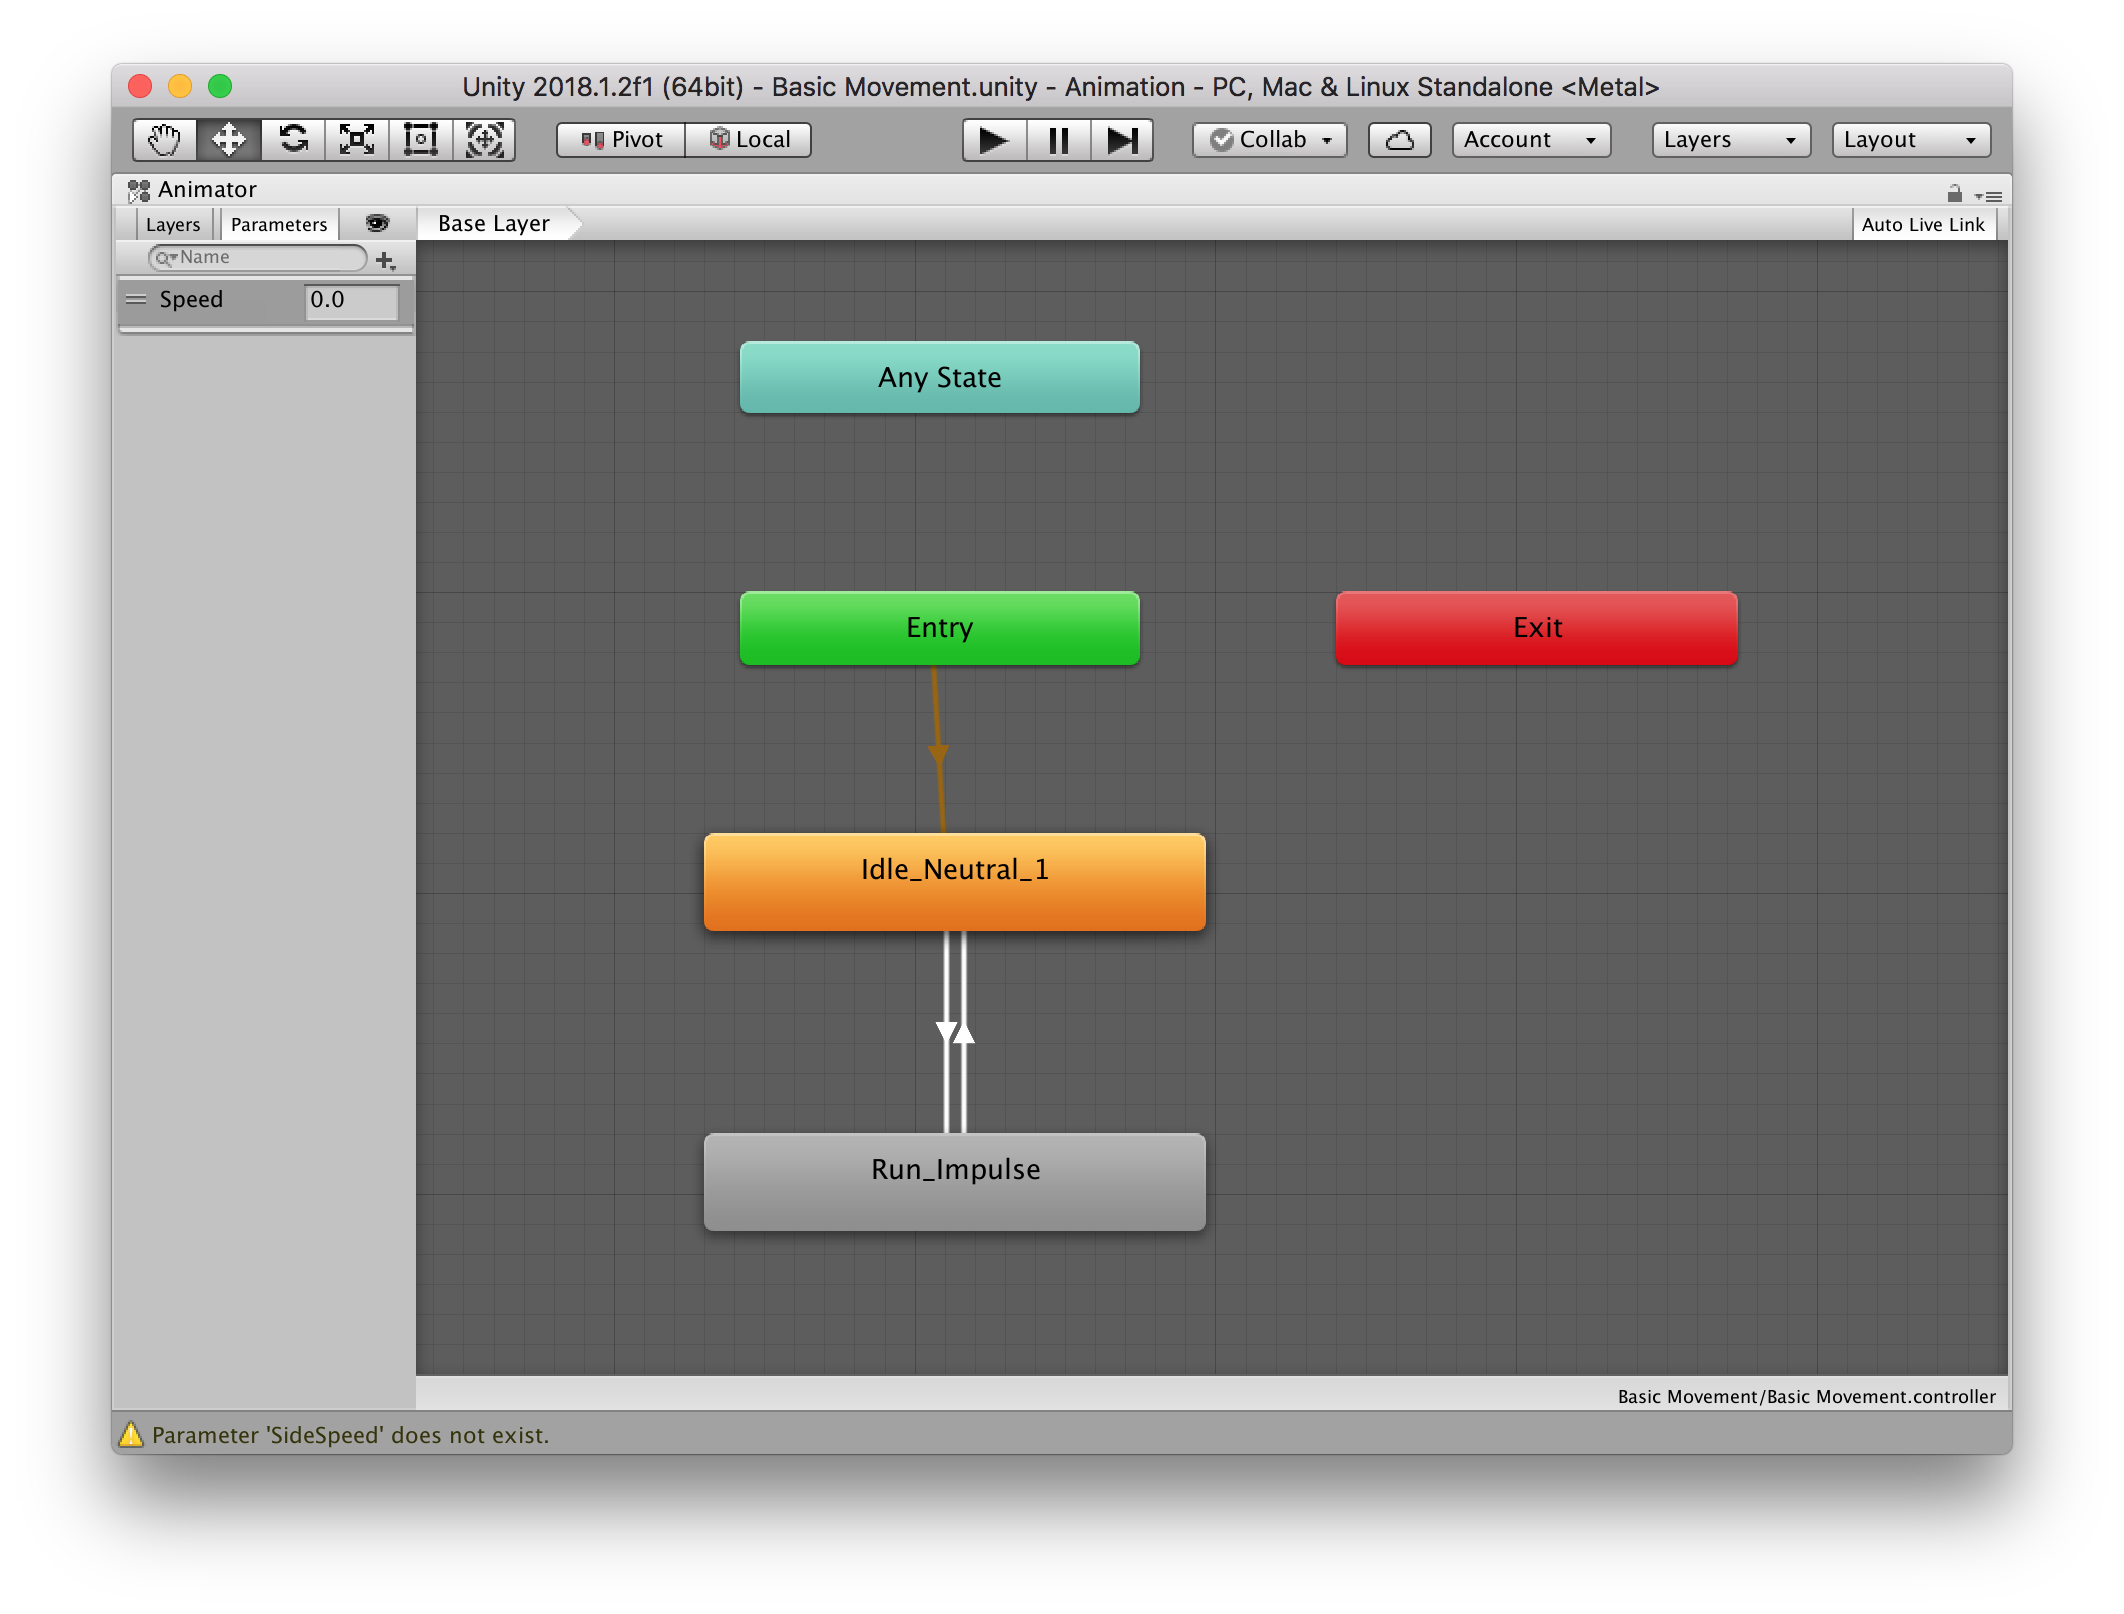 Unity 2018.1.2f1 (64bit) - Basic Movement.unity - Animation - PC, Mac & Linux Standalone <Metal>
Pivot Local Collab Account Layers Layout
Animator
Layers Parameters Base Layer Auto Live Link
Name
Speed 0.0
Any State
Entry
Exit
Idle_Neutral_1
Run_Impulse
Basic Movement/Basic Movement.controller
Parameter 'SideSpeed' does not exist.